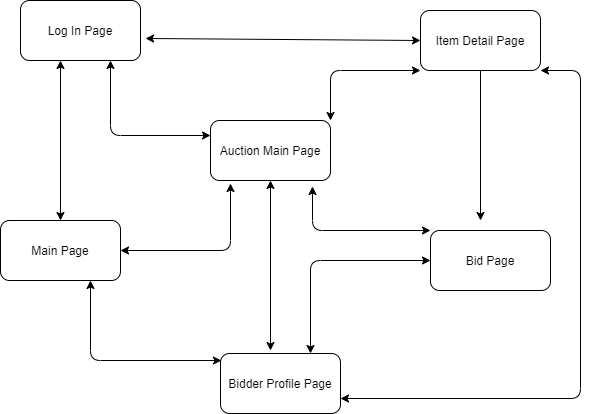 Log In Page
Item Detail Page
Auction Main Page
Main Page
Bid Page
Bidder Profile Page